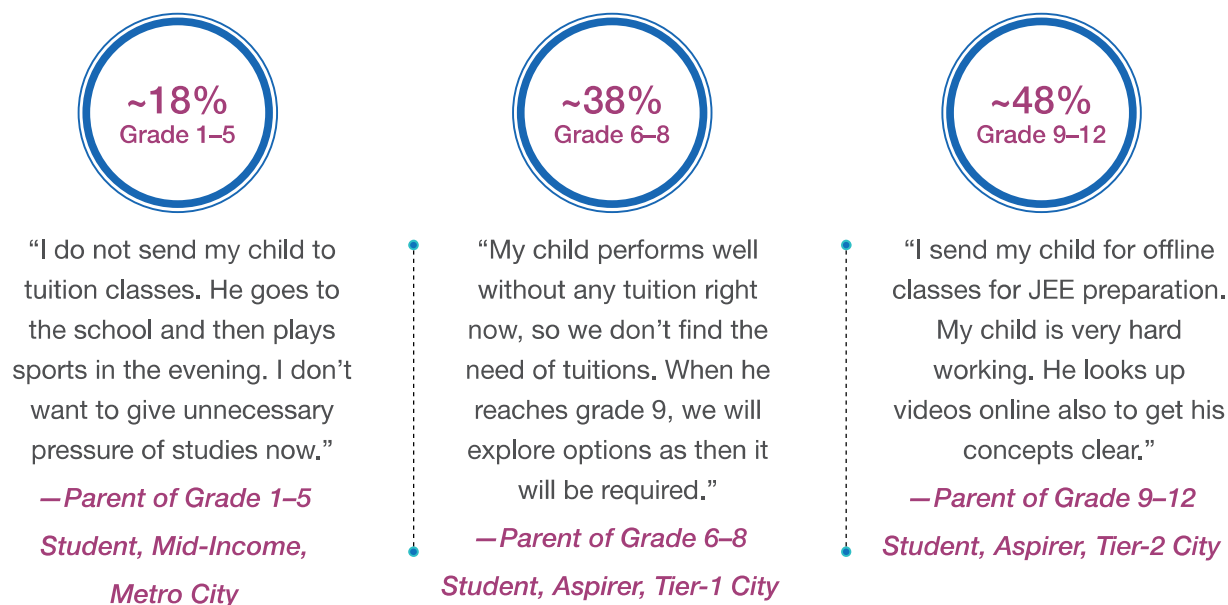 ~18%
Grade 1–5
“I do not send my child to
tuition classes. He goes to
the school and then plays
sports in the evening. I don’t
want to give unnecessary
pressure of studies now.”
—Parent of Grade 1–5
Student, Mid-Income,
Metro City
~38%
Grade 6–8
“My child performs well
without any tuition right
now, so we don’t find the
need of tuitions. When he
reaches grade 9, we will
explore options as then it
will be required.”
—Parent of Grade 6–8
Student, Aspirer, Tier-1 City
~48%
Grade 9–12
“I send my child for offline
classes for JEE preparation.
My child is very hard
working. He looks up
videos online also to get his
concepts clear.”
—Parent of Grade 9–12
Student, Aspirer, Tier-2 City